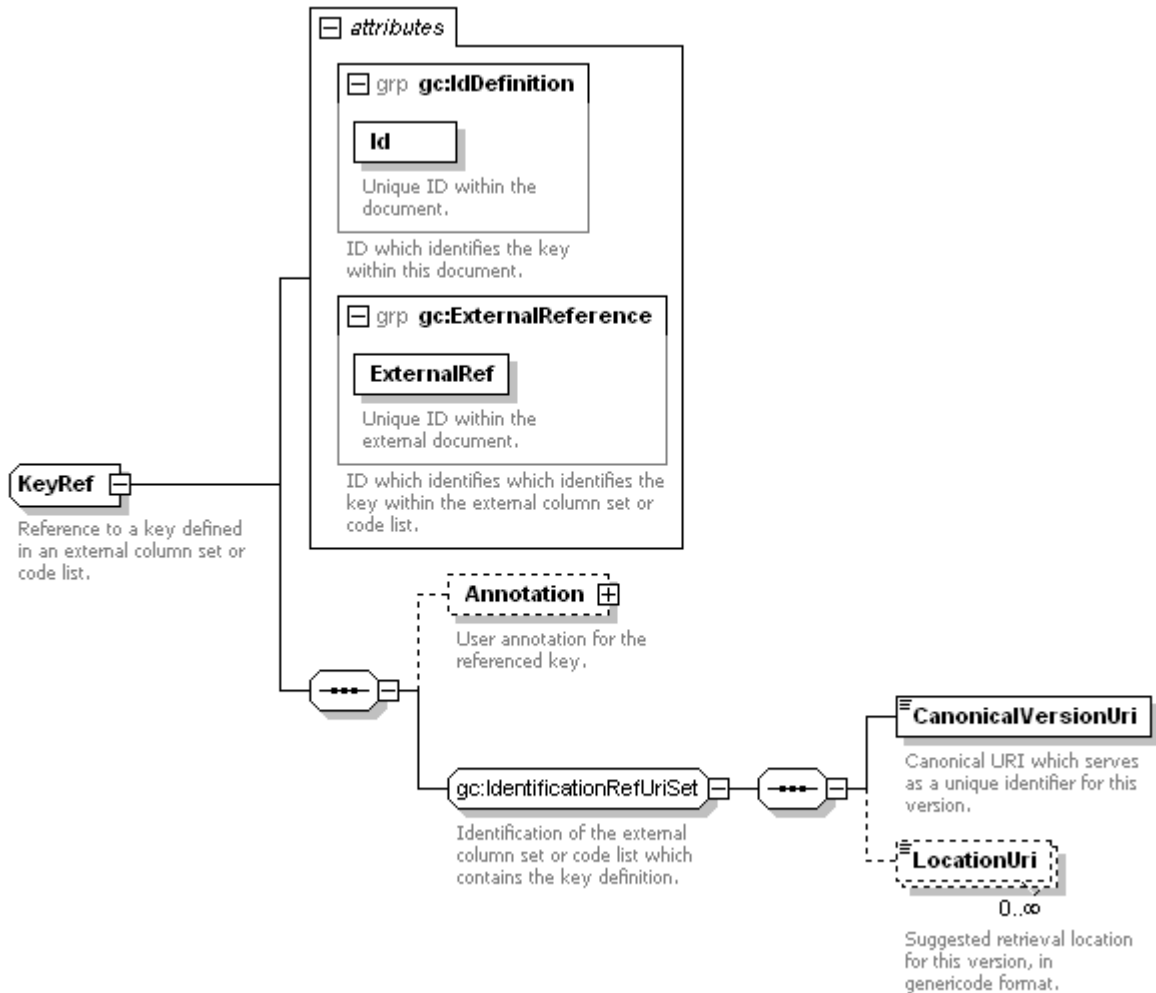 attributes
grp gc:IdDefinition
Id
Unique ID within the
document.
ID which identifies the key
within this document.
grp gc:ExternalReference
ExternalRef
Unique ID within the
external document.
ID which identifies which identifies the
key within the external column set or
code list.
KeyRef
Reference to a key defined
in an external column set or
code list.
Annotation
User annotation for the
referenced key.
gc:IdentificationRefUriSet
Identification of the external
column set or code list which
contains the key definition.
CanonicalVersionUri
Canonical URI which serves
as a unique identifier for this
version.
LocationUri
0..∞
Suggested retrieval location
for this version, in
genericode format.